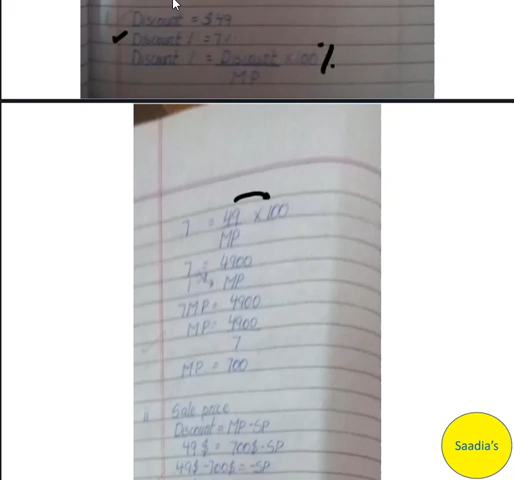 Discount = $49
Discount % = 7%
Discount % = Discount × 100 %
MP
7 = 49 × 100
MP
7 = 4900
1 MP
7MP = 4900
MP = 4900
7
MP = 700
ii Sale price
Discount = MP - SP
49$ = 700$ - SP
49$ - 700$ = -SP
Saadia's